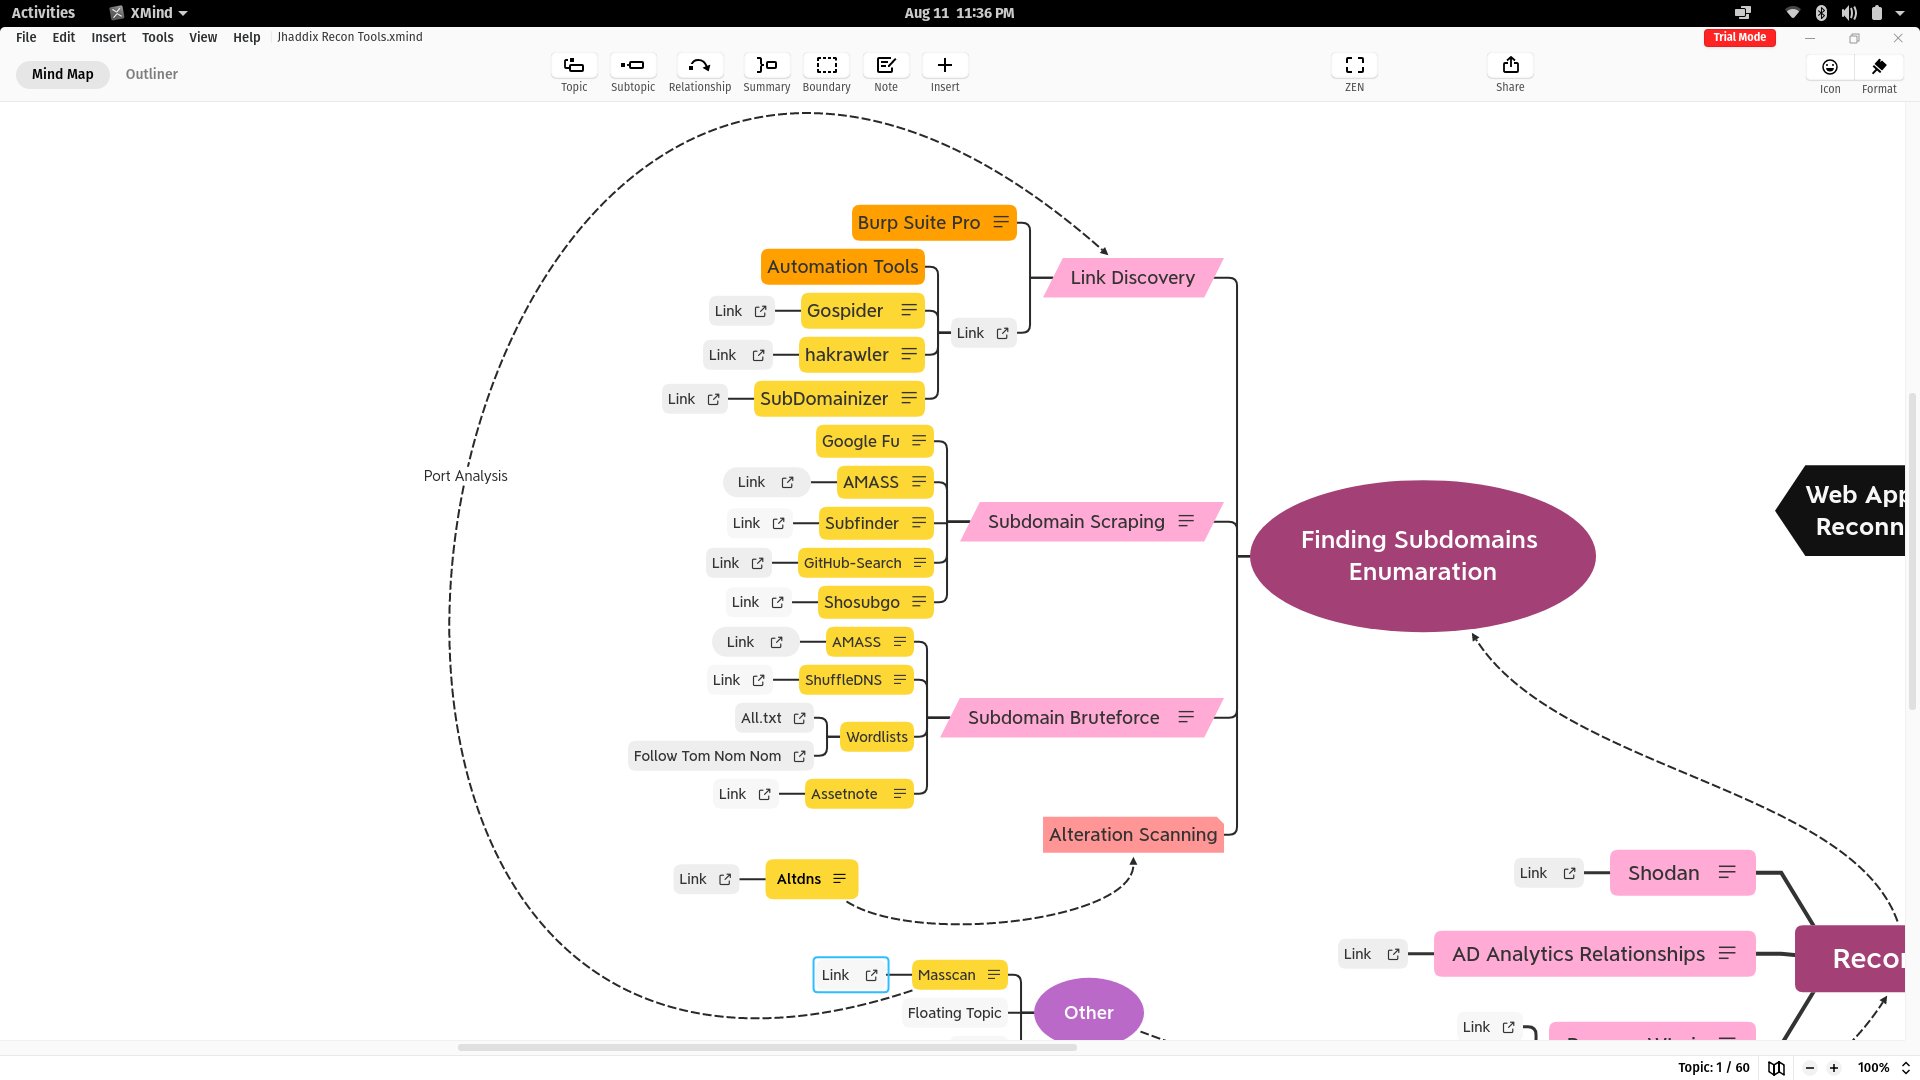 Activities
XMind
Aug 11 11:36 PM
File Edit Insert Tools View Help Jhaddix Recon Tools.xmind
Trial Mode
Mind Map
Outliner
Topic
Subtopic
Relationship
Summary
Boundary
Note
Insert
ZEN
Share
Icon
Format
Burp Suite Pro
Automation Tools
Link Discovery
Link Gospider
Link
Link hakrawler
Link SubDomainizer
Google Fu
Port Analysis
Link AMASS
Link Subfinder
Subdomain Scraping
Link GitHub-Search
Link Shosubgo
Finding Subdomains
Enumaration
Web App
Reconn
Link AMASS
Link ShuffleDNS
All.txt
Wordlists
Follow Tom Nom Nom
Subdomain Bruteforce
Link Assetnote
Alteration Scanning
Link Altdns
Link Shodan
Link AD Analytics Relationships
Recon
Link Masscan
Floating Topic
Other
Link
Topic: 1 / 60
100%